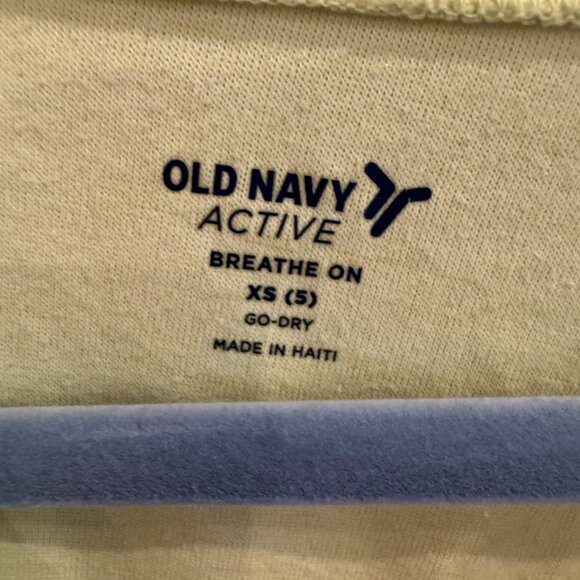 OLD NAVY
ACTIVE
BREATHE ON
XS (5)
GO-DRY
MADE IN HAITI